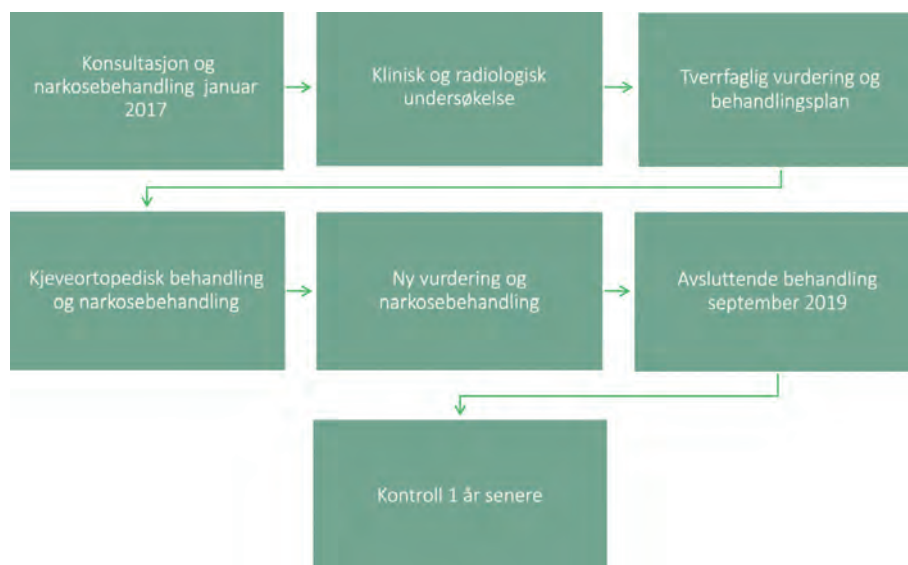 Konsultasjon og
narkosebehandling januar
2017
Klinisk og radiologisk
undersøkelse
Tverrfaglig vurdering og
behandlingsplan
Kjeveortopedisk behandling
og narkosebehandling
Ny vurdering og
narkosebehandling
Avsluttende behandling
september 2019
Kontroll 1 år senere